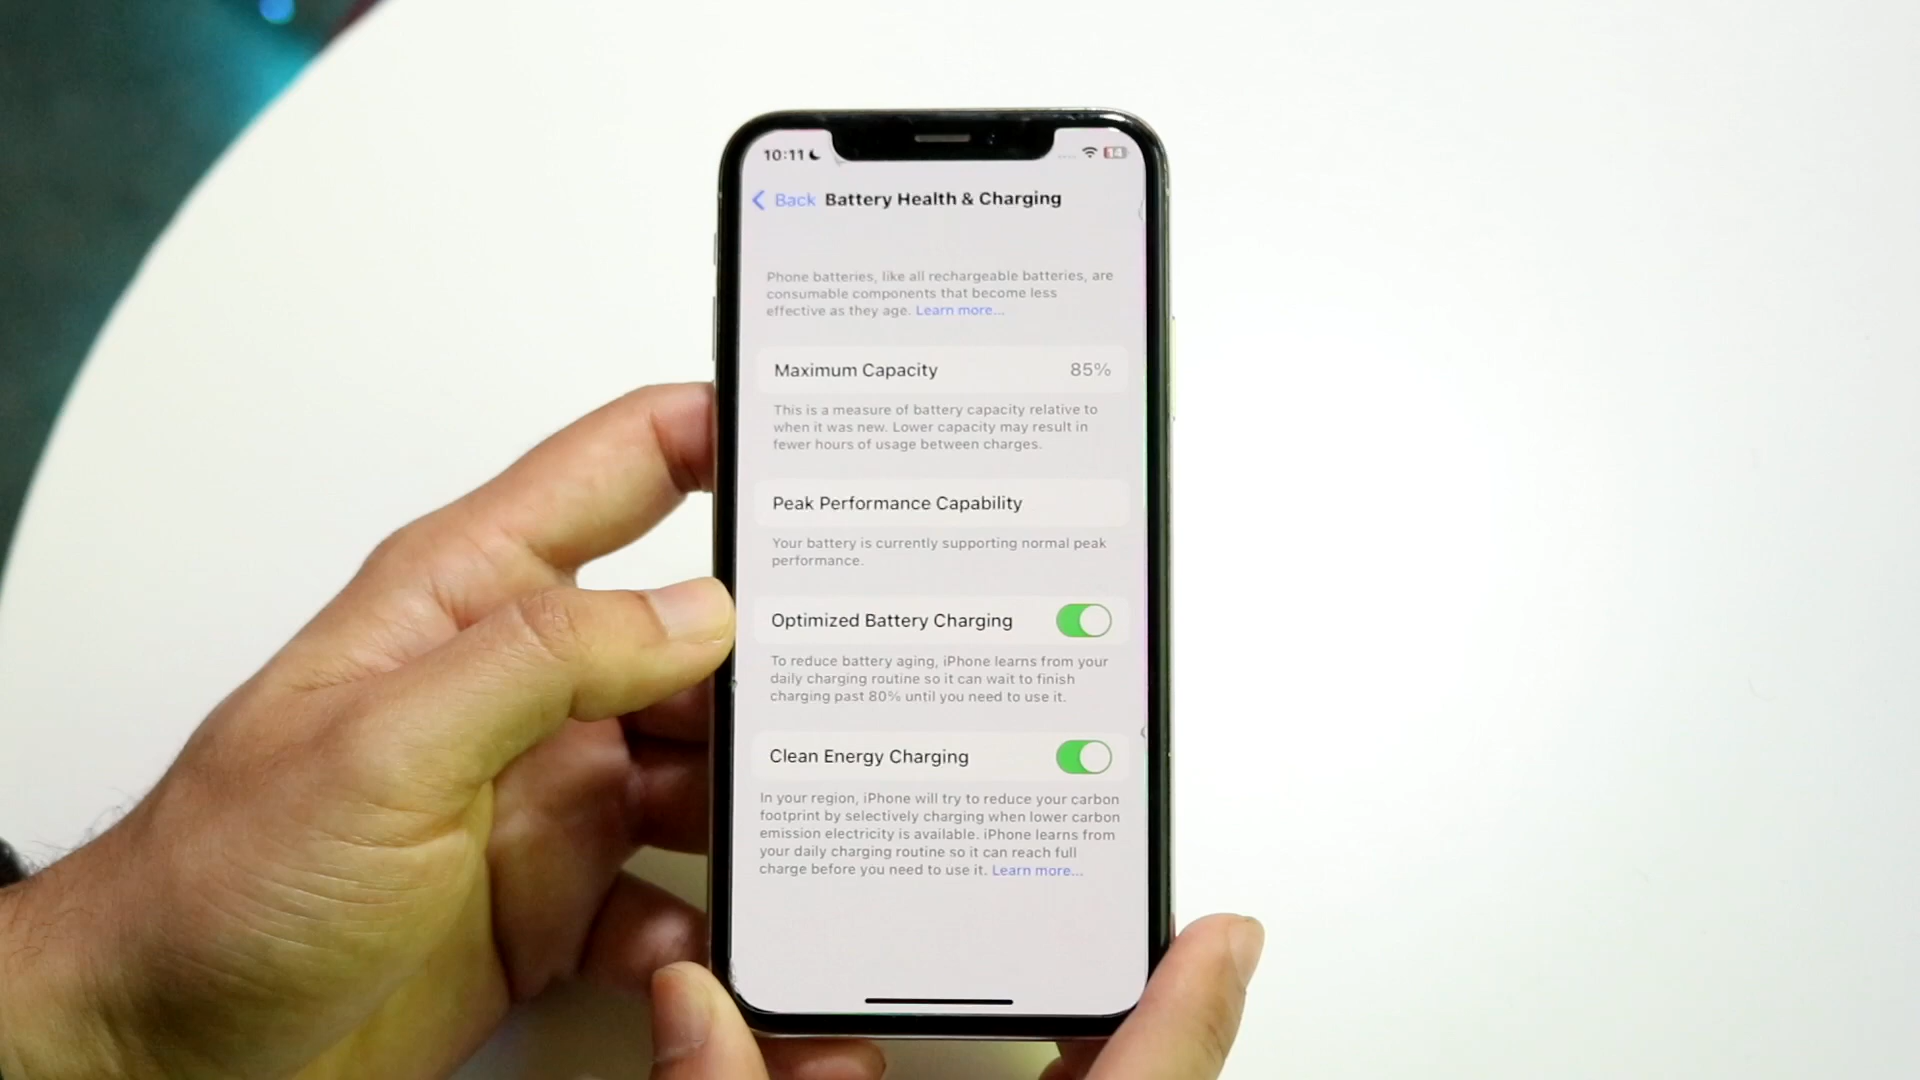 10:11
14
Back Battery Health & Charging
Phone batteries, like all rechargeable batteries, are
consumable components that become less
effective as they age. Learn more...
Maximum Capacity 85%
This is a measure of battery capacity relative to
when it was new. Lower capacity may result in
fewer hours of usage between charges.
Peak Performance Capability
Your battery is currently supporting normal peak
performance.
Optimized Battery Charging
To reduce battery aging, iPhone learns from your
daily charging routine so it can wait to finish
charging past 80% until you need to use it.
Clean Energy Charging
In your region, iPhone will try to reduce your carbon
footprint by selectively charging when lower carbon
emission electricity is available. iPhone learns from
your daily charging routine so it can reach full
charge before you need to use it. Learn more...